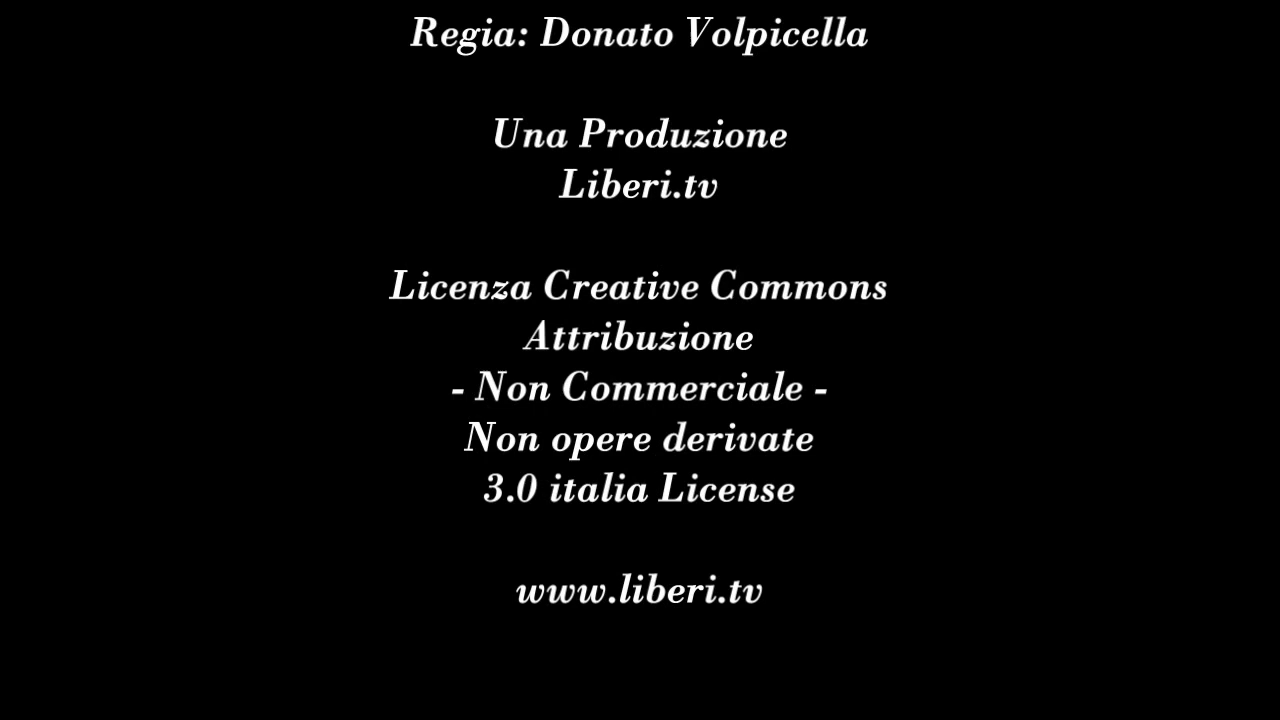 Regia: Donato Volpicella
Una Produzione
Liberi.tv
Licenza Creative Commons
Attribuzione
- Non Commerciale -
Non opere derivate
3.0 italia License
www.liberi.tv